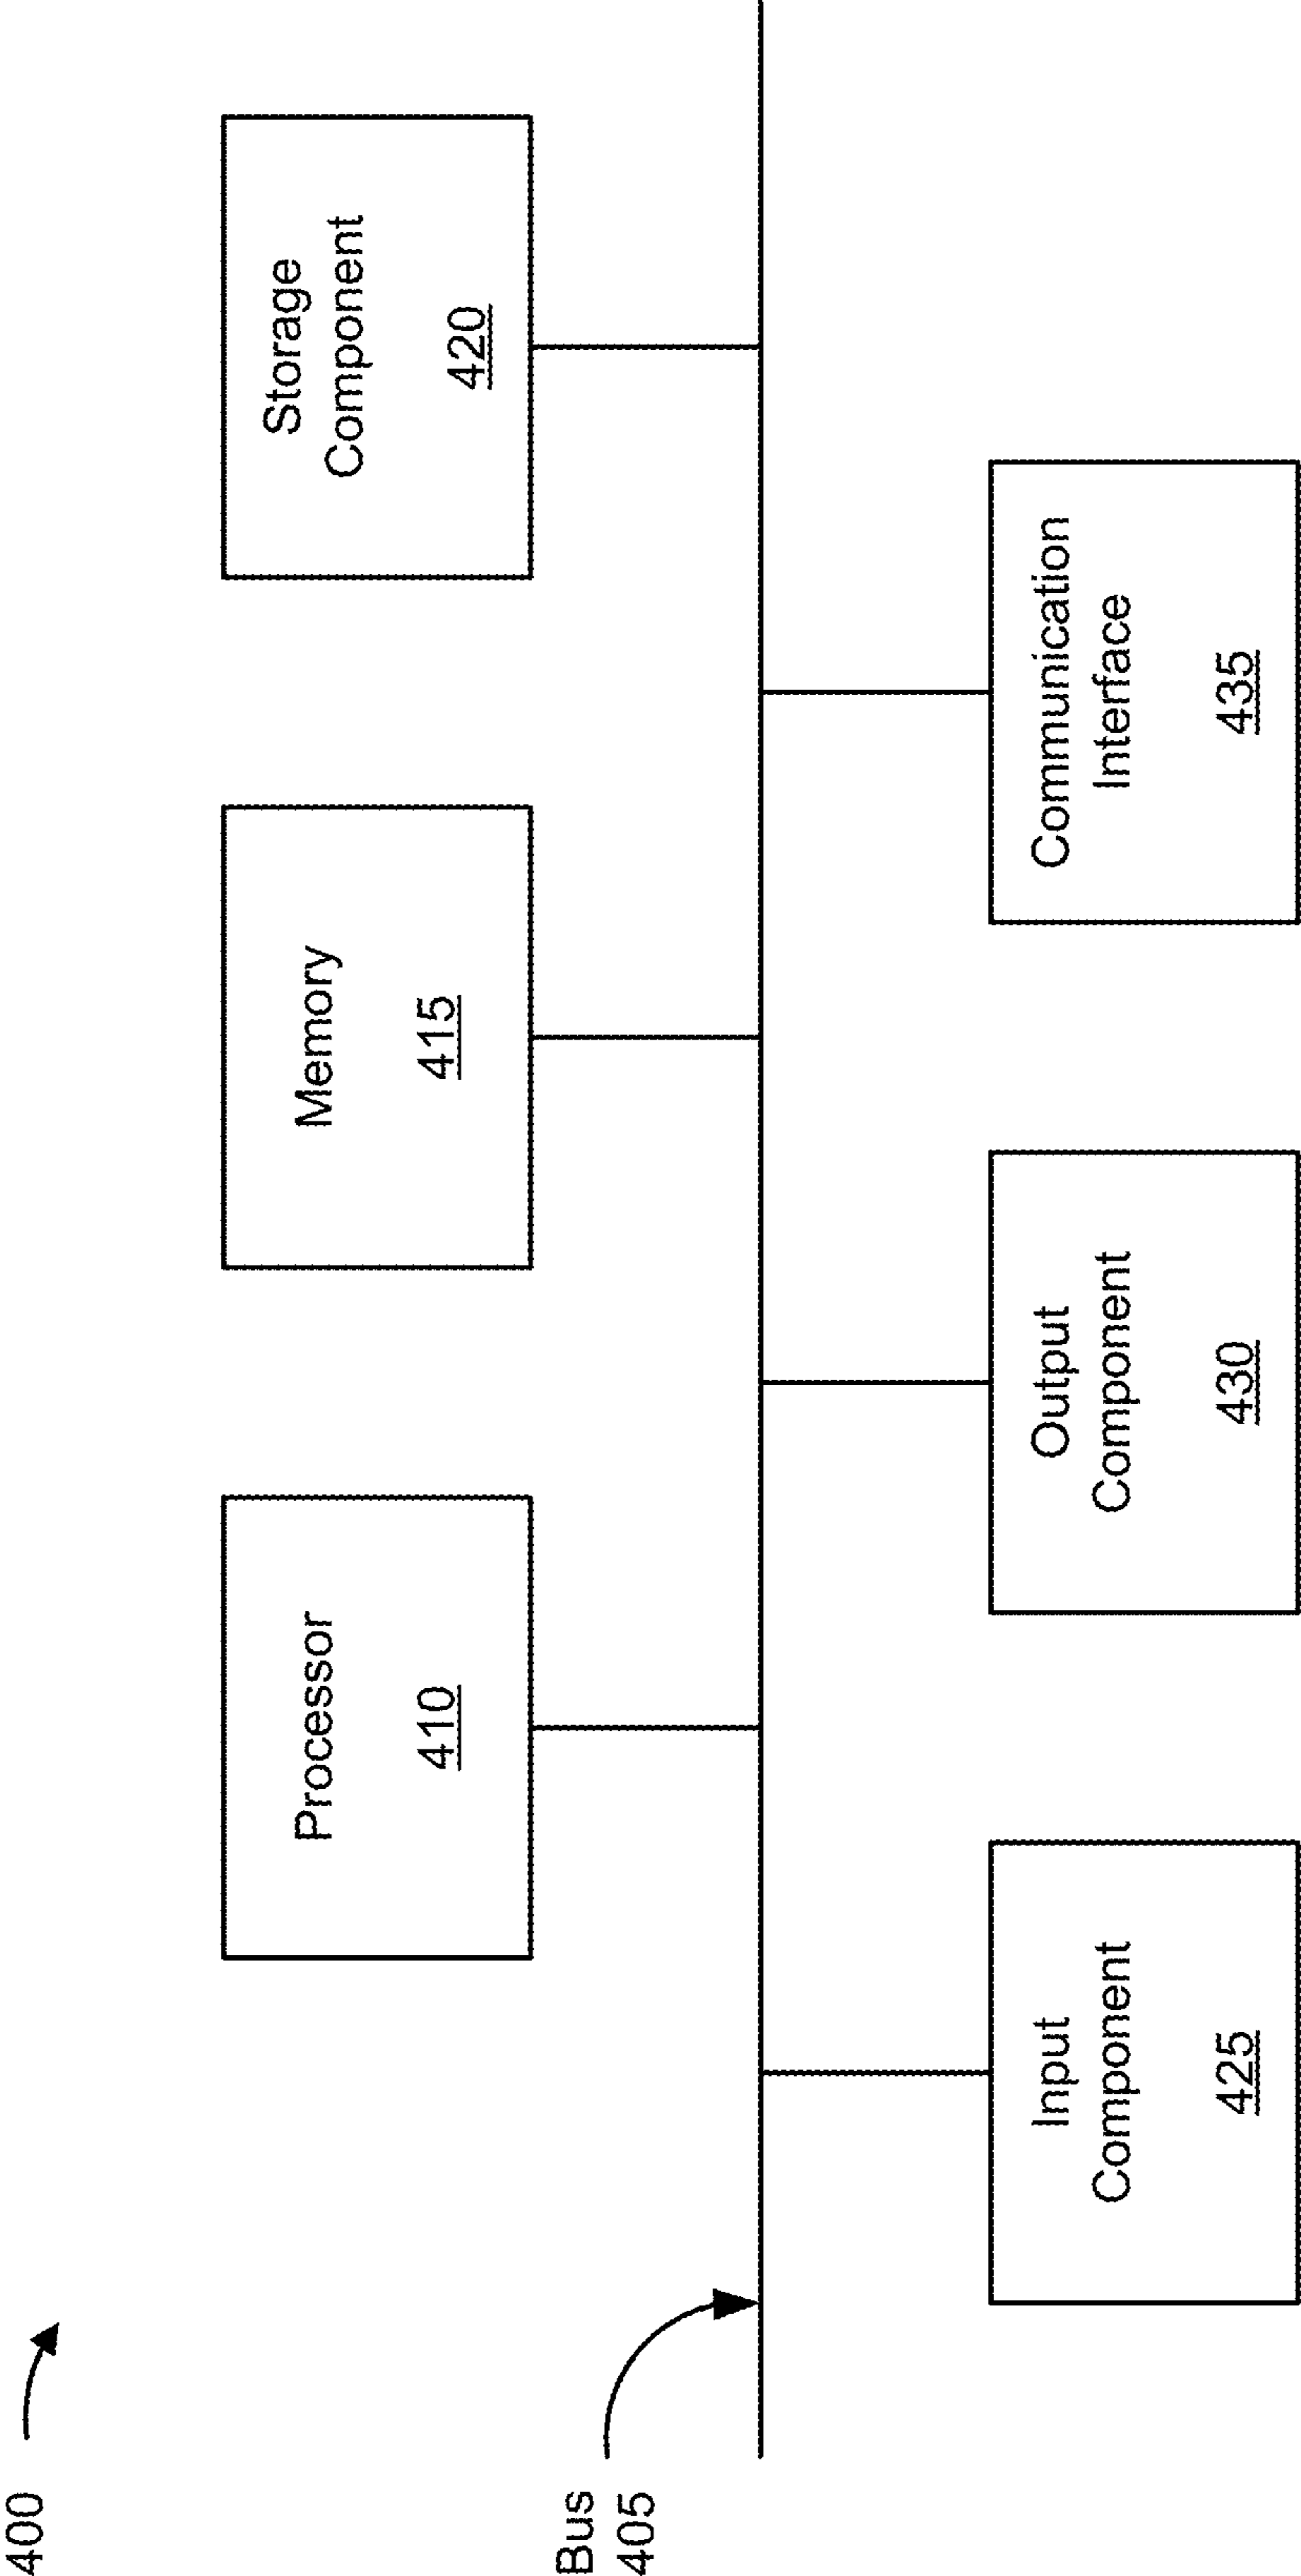 400
Processor
410
Memory
415
Storage
Component
420
Bus
405
Input
Component
425
Output
Component
430
Communication
Interface
435